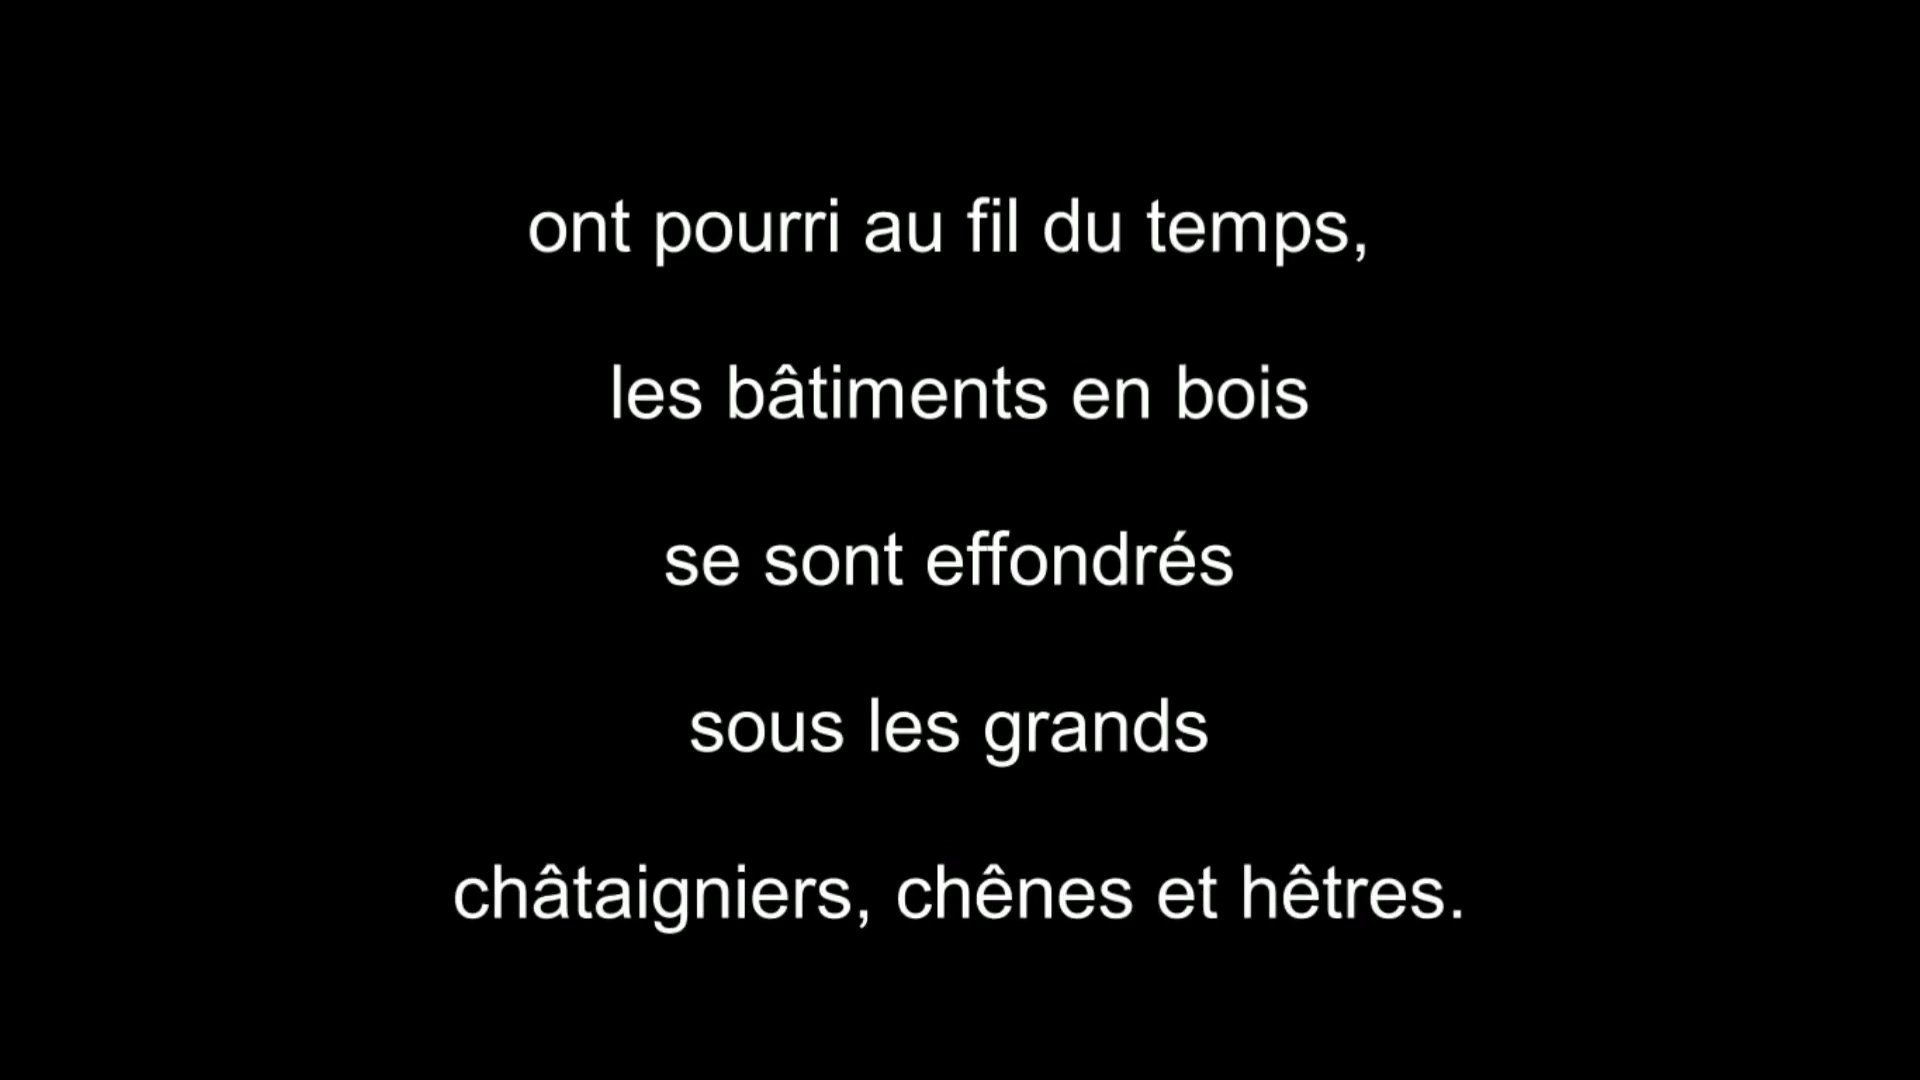 ont pourri au fil du temps,
les bâtiments en bois
se sont effondrés
sous les grands
châtaigniers, chênes et hêtres.